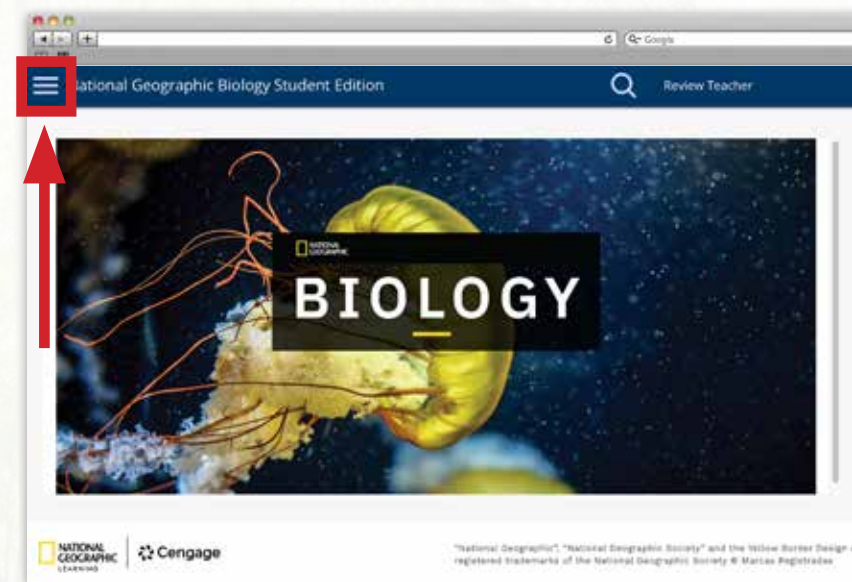 Google
National Geographic Biology Student Edition
Review Teacher
NATIONAL
GEOGRAPHIC
BIOLOGY
NATIONAL
GEOGRAPHIC
LEARNING
Cengage
"National Geographic", "National Geographic Society" and the Yellow Border Design
registered trademarks of the National Geographic Society ® Marcas Registradas